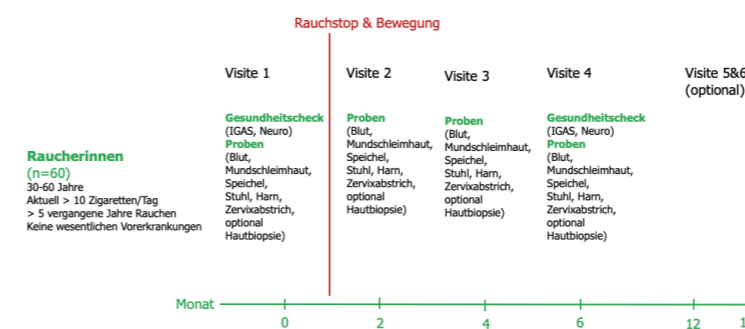 Rauchstop & Bewegung
Visite 1
Gesundheitscheck
(IGAS, Neuro)
Proben
(Blut,
Mundschleimhaut,
Speichel,
Stuhl, Harn,
Zervixabstrich,
optional
Hautbiopsie)
Visite 2
Proben
(Blut,
Mundschleimhaut,
Speichel,
Stuhl, Harn,
Zervixabstrich,
optional
Hautbiopsie)
Visite 3
Proben
(Blut,
Mundschleimhaut,
Speichel,
Stuhl, Harn,
Zervixabstrich,
optional
Hautbiopsie)
Visite 4
Gesundheitscheck
(IGAS, Neuro)
Proben
(Blut,
Mundschleimhaut,
Speichel,
Stuhl, Harn,
Zervixabstrich,
optional
Hautbiopsie)
Visite 5&6
(optional)
Raucherinnen
(n=60)
30-60 Jahre
Aktuell > 10 Zigaretten/Tag
> 5 vergangene Jahre Rauchen
Keine wesentlichen Vorerkrankungen
Monat
0 2 4 6 12